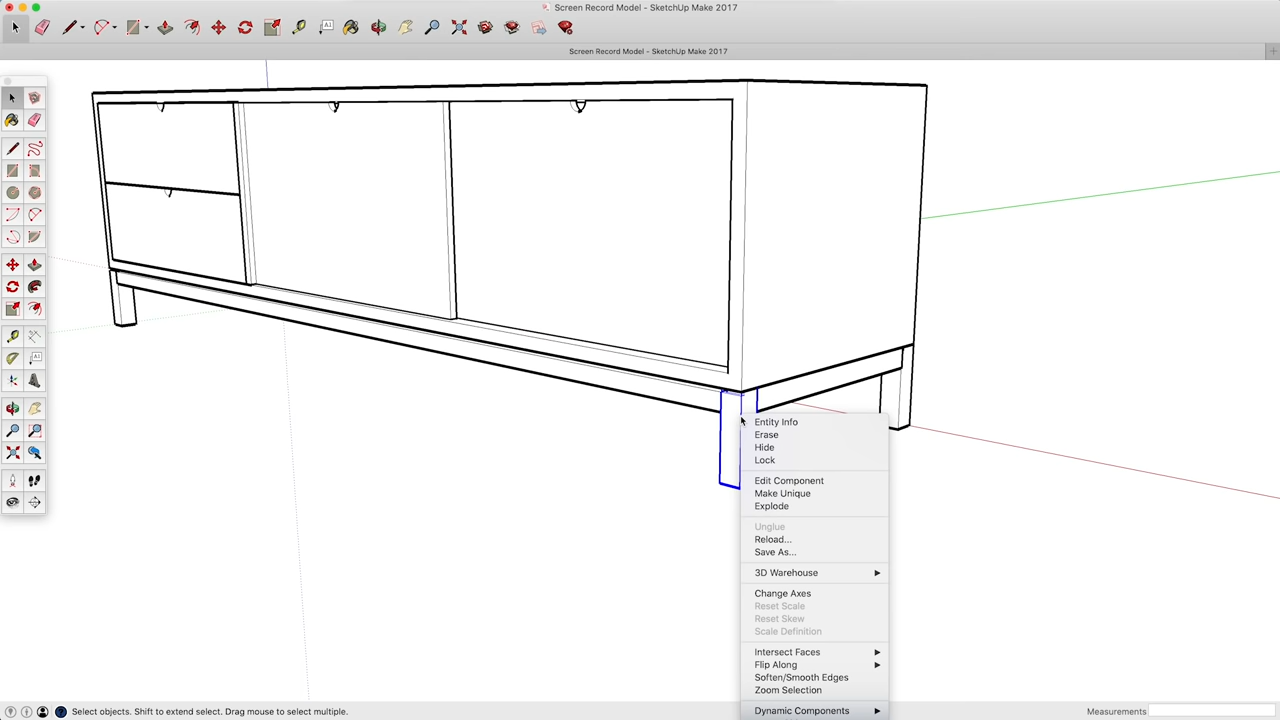 Screen Record Model - SketchUp Make 2017
A1
Screen Record Model - SketchUp Make 2017
A1
Entity Info
Erase
Hide
Lock
Edit Component
Make Unique
Explode
Unglue
Reload...
Save As...
3D Warehouse
Change Axes
Reset Scale
Reset Skew
Scale Definition
Intersect Faces
Flip Along
Soften/Smooth Edges
Zoom Selection
Dynamic Components
Select objects. Shift to extend select. Drag mouse to select multiple.
Measurements